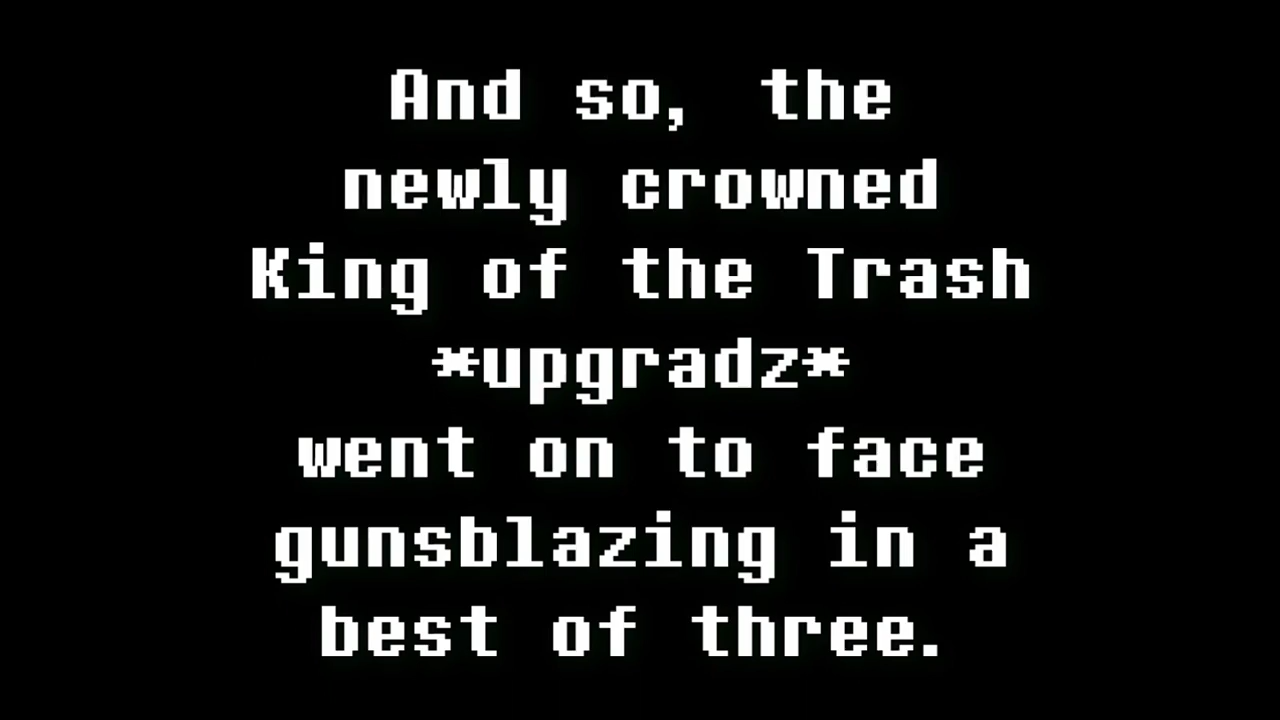 And so, the
newly crowned
King of the Trash
*upgradz*
went on to face
gunsblazing in a
best of three.